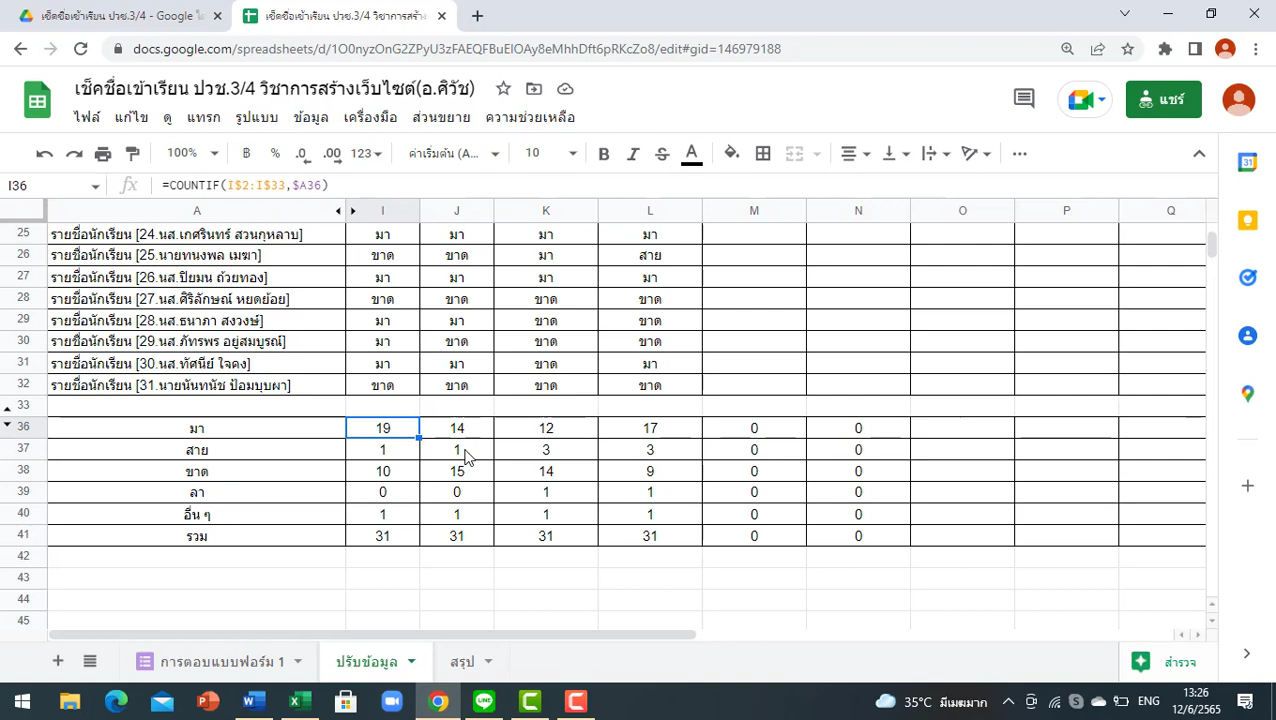 เช็คชื่อเข้าเรียน ปวช.3/4 - Google ไ
เช็คชื่อเข้าเรียน ปวช.3/4 วิชาการสร้าง
docs.google.com/spreadsheets/d/1O0nyzOnG2ZPyU3zFAEQFBuEIOAy8eMhhDft6pRKcZo8/edit#gid=146979188
เช็คชื่อเข้าเรียน ปวช.3/4 วิชาการสร้างเว็บไซต์(อ.ศิวัช)
แชร์
ไฟล์ แก้ไข ดู แทรก รูปแบบ ข้อมูล เครื่องมือ ส่วนขยาย ความช่วยเหลือ
100% ฿ % .0 .00 123 ค่าเริ่มต้น (A... 10 B I S A
I36 fx =COUNTIF(I$2:I$33,$A36)
A I J K L M N O P Q
25 รายชื่อนักเรียน [24.นส.เกศรินทร์ สวนกุหลาบ] มา มา มา มา
26 รายชื่อนักเรียน [25.นายทนงพล เมฆา] ขาด ขาด มา สาย
27 รายชื่อนักเรียน [26.นส.ปิยมน ถ้วยทอง] มา มา มา มา
28 รายชื่อนักเรียน [27.นส.ศิริลักษณ์ หยดย้อย] ขาด ขาด ขาด ขาด
29 รายชื่อนักเรียน [28.นส.ธนาภา สงวงษ์] มา มา ขาด ขาด
30 รายชื่อนักเรียน [29.นส.ภัทรพร อยู่สมบูรณ์] มา ขาด ขาด ขาด
31 รายชื่อนักเรียน [30.นส.ทัศนีย์ ใจคง] มา มา ขาด มา
32 รายชื่อนักเรียน [31.นายนันทนัช ป้อมบุบผา] ขาด ขาด ขาด ขาด
33
36 มา 19 14 12 17 0 0
37 สาย 1 1 3 3 0 0
38 ขาด 10 15 14 9 0 0
39 ลา 0 0 1 1 0 0
40 อื่น ๆ 1 1 1 1 0 0
41 รวม 31 31 31 31 0 0
42
43
44
45
การตอบแบบฟอร์ม 1 ปรับข้อมูล สรุป สำรวจ
35°C มีเมฆมาก ENG 13:26
12/6/2565